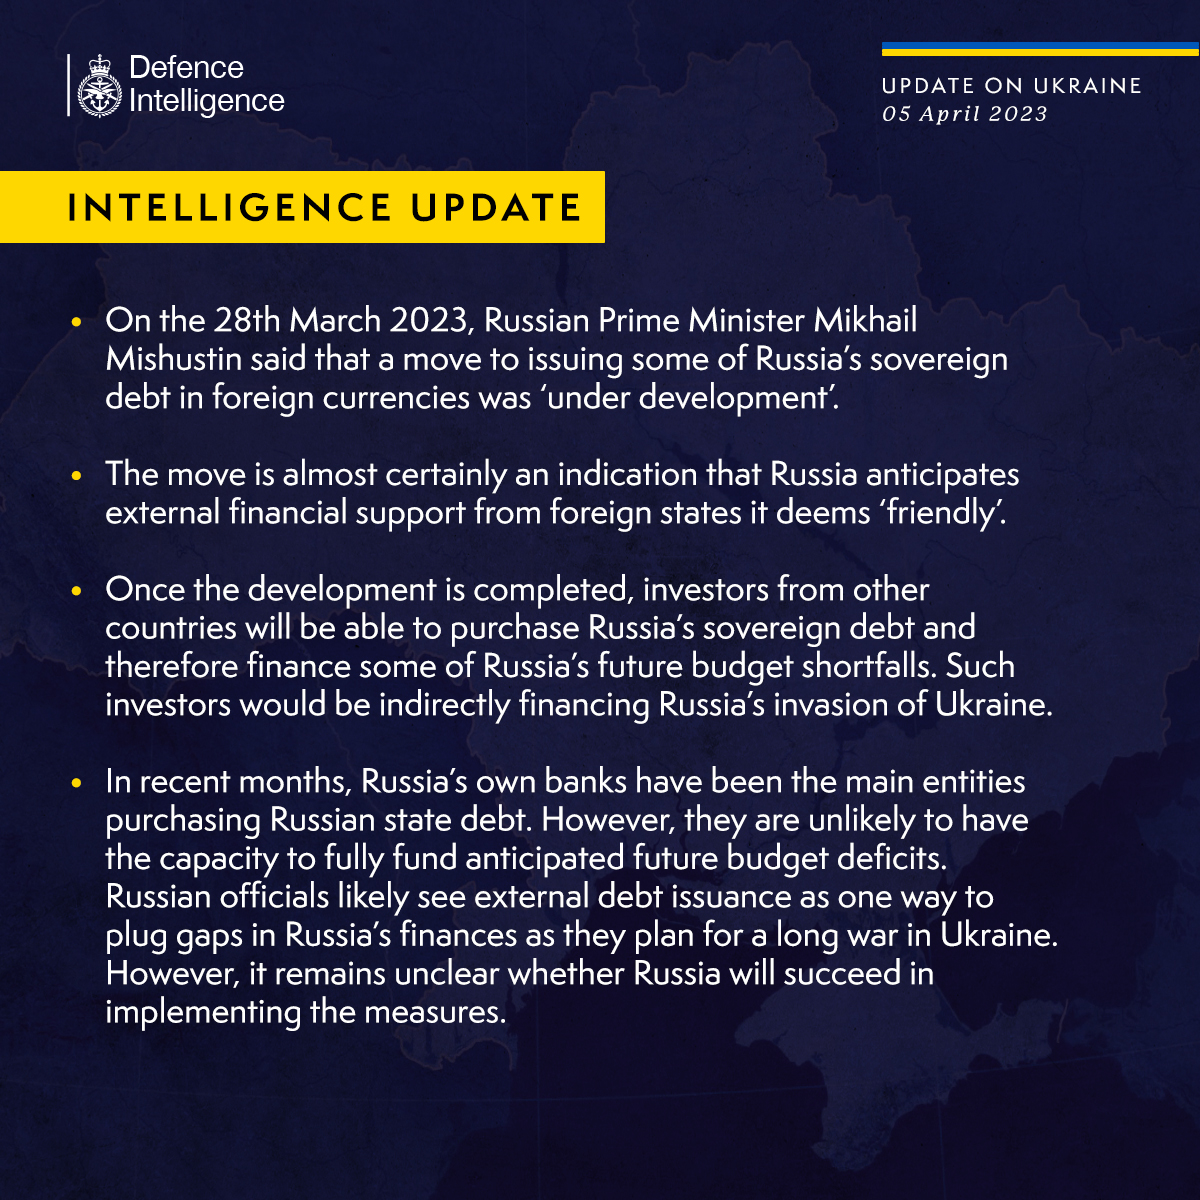 Defence
Intelligence
UPDATE ON UKRAINE
05 April 2023
INTELLIGENCE UPDATE
• On the 28th March 2023, Russian Prime Minister Mikhail
Mishustin said that a move to issuing some of Russia’s sovereign
debt in foreign currencies was ‘under development’.
• The move is almost certainly an indication that Russia anticipates
external financial support from foreign states it deems ‘friendly’.
• Once the development is completed, investors from other
countries will be able to purchase Russia’s sovereign debt and
therefore finance some of Russia’s future budget shortfalls. Such
investors would be indirectly financing Russia’s invasion of Ukraine.
• In recent months, Russia’s own banks have been the main entities
purchasing Russian state debt. However, they are unlikely to have
the capacity to fully fund anticipated future budget deficits.
Russian officials likely see external debt issuance as one way to
plug gaps in Russia’s finances as they plan for a long war in Ukraine.
However, it remains unclear whether Russia will succeed in
implementing the measures.